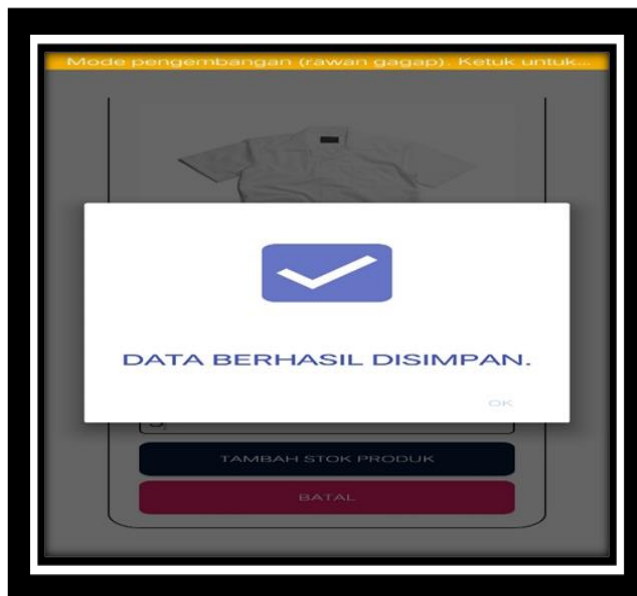 Mode pengembangan (rawan gagap). Ketuk untuk...
DATA BERHASIL DISIMPAN.
OK
TAMBAH STOK PRODUK
BATAL